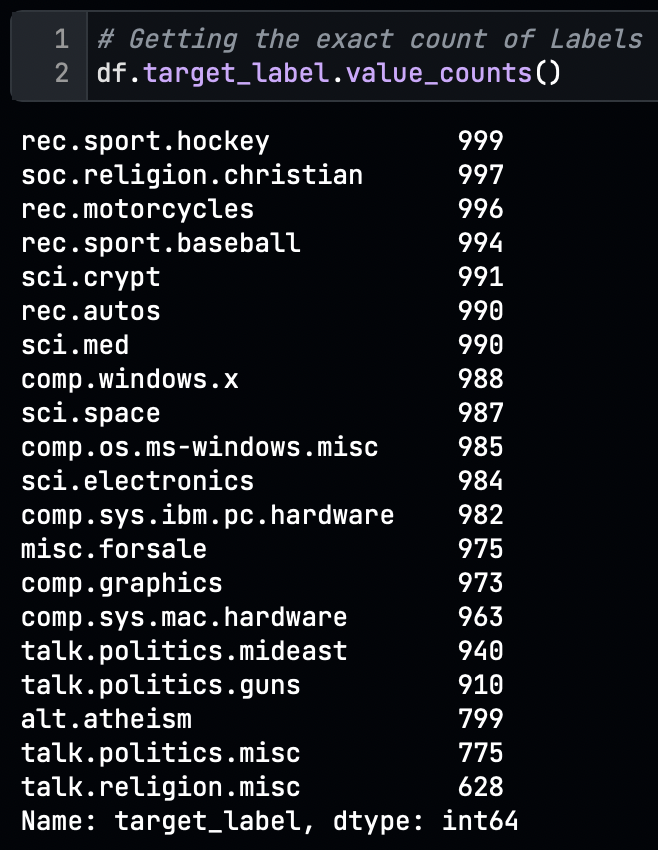 1 # Getting the exact count of Labels
2 df.target_label.value_counts()
rec.sport.hockey 999
soc.religion.christian 997
rec.motorcycles 996
rec.sport.baseball 994
sci.crypt 991
rec.autos 990
sci.med 990
comp.windows.x 988
sci.space 987
comp.os.ms-windows.misc 985
sci.electronics 984
comp.sys.ibm.pc.hardware 982
misc.forsale 975
comp.graphics 973
comp.sys.mac.hardware 963
talk.politics.mideast 940
talk.politics.guns 910
alt.atheism 799
talk.politics.misc 775
talk.religion.misc 628
Name: target_label, dtype: int64